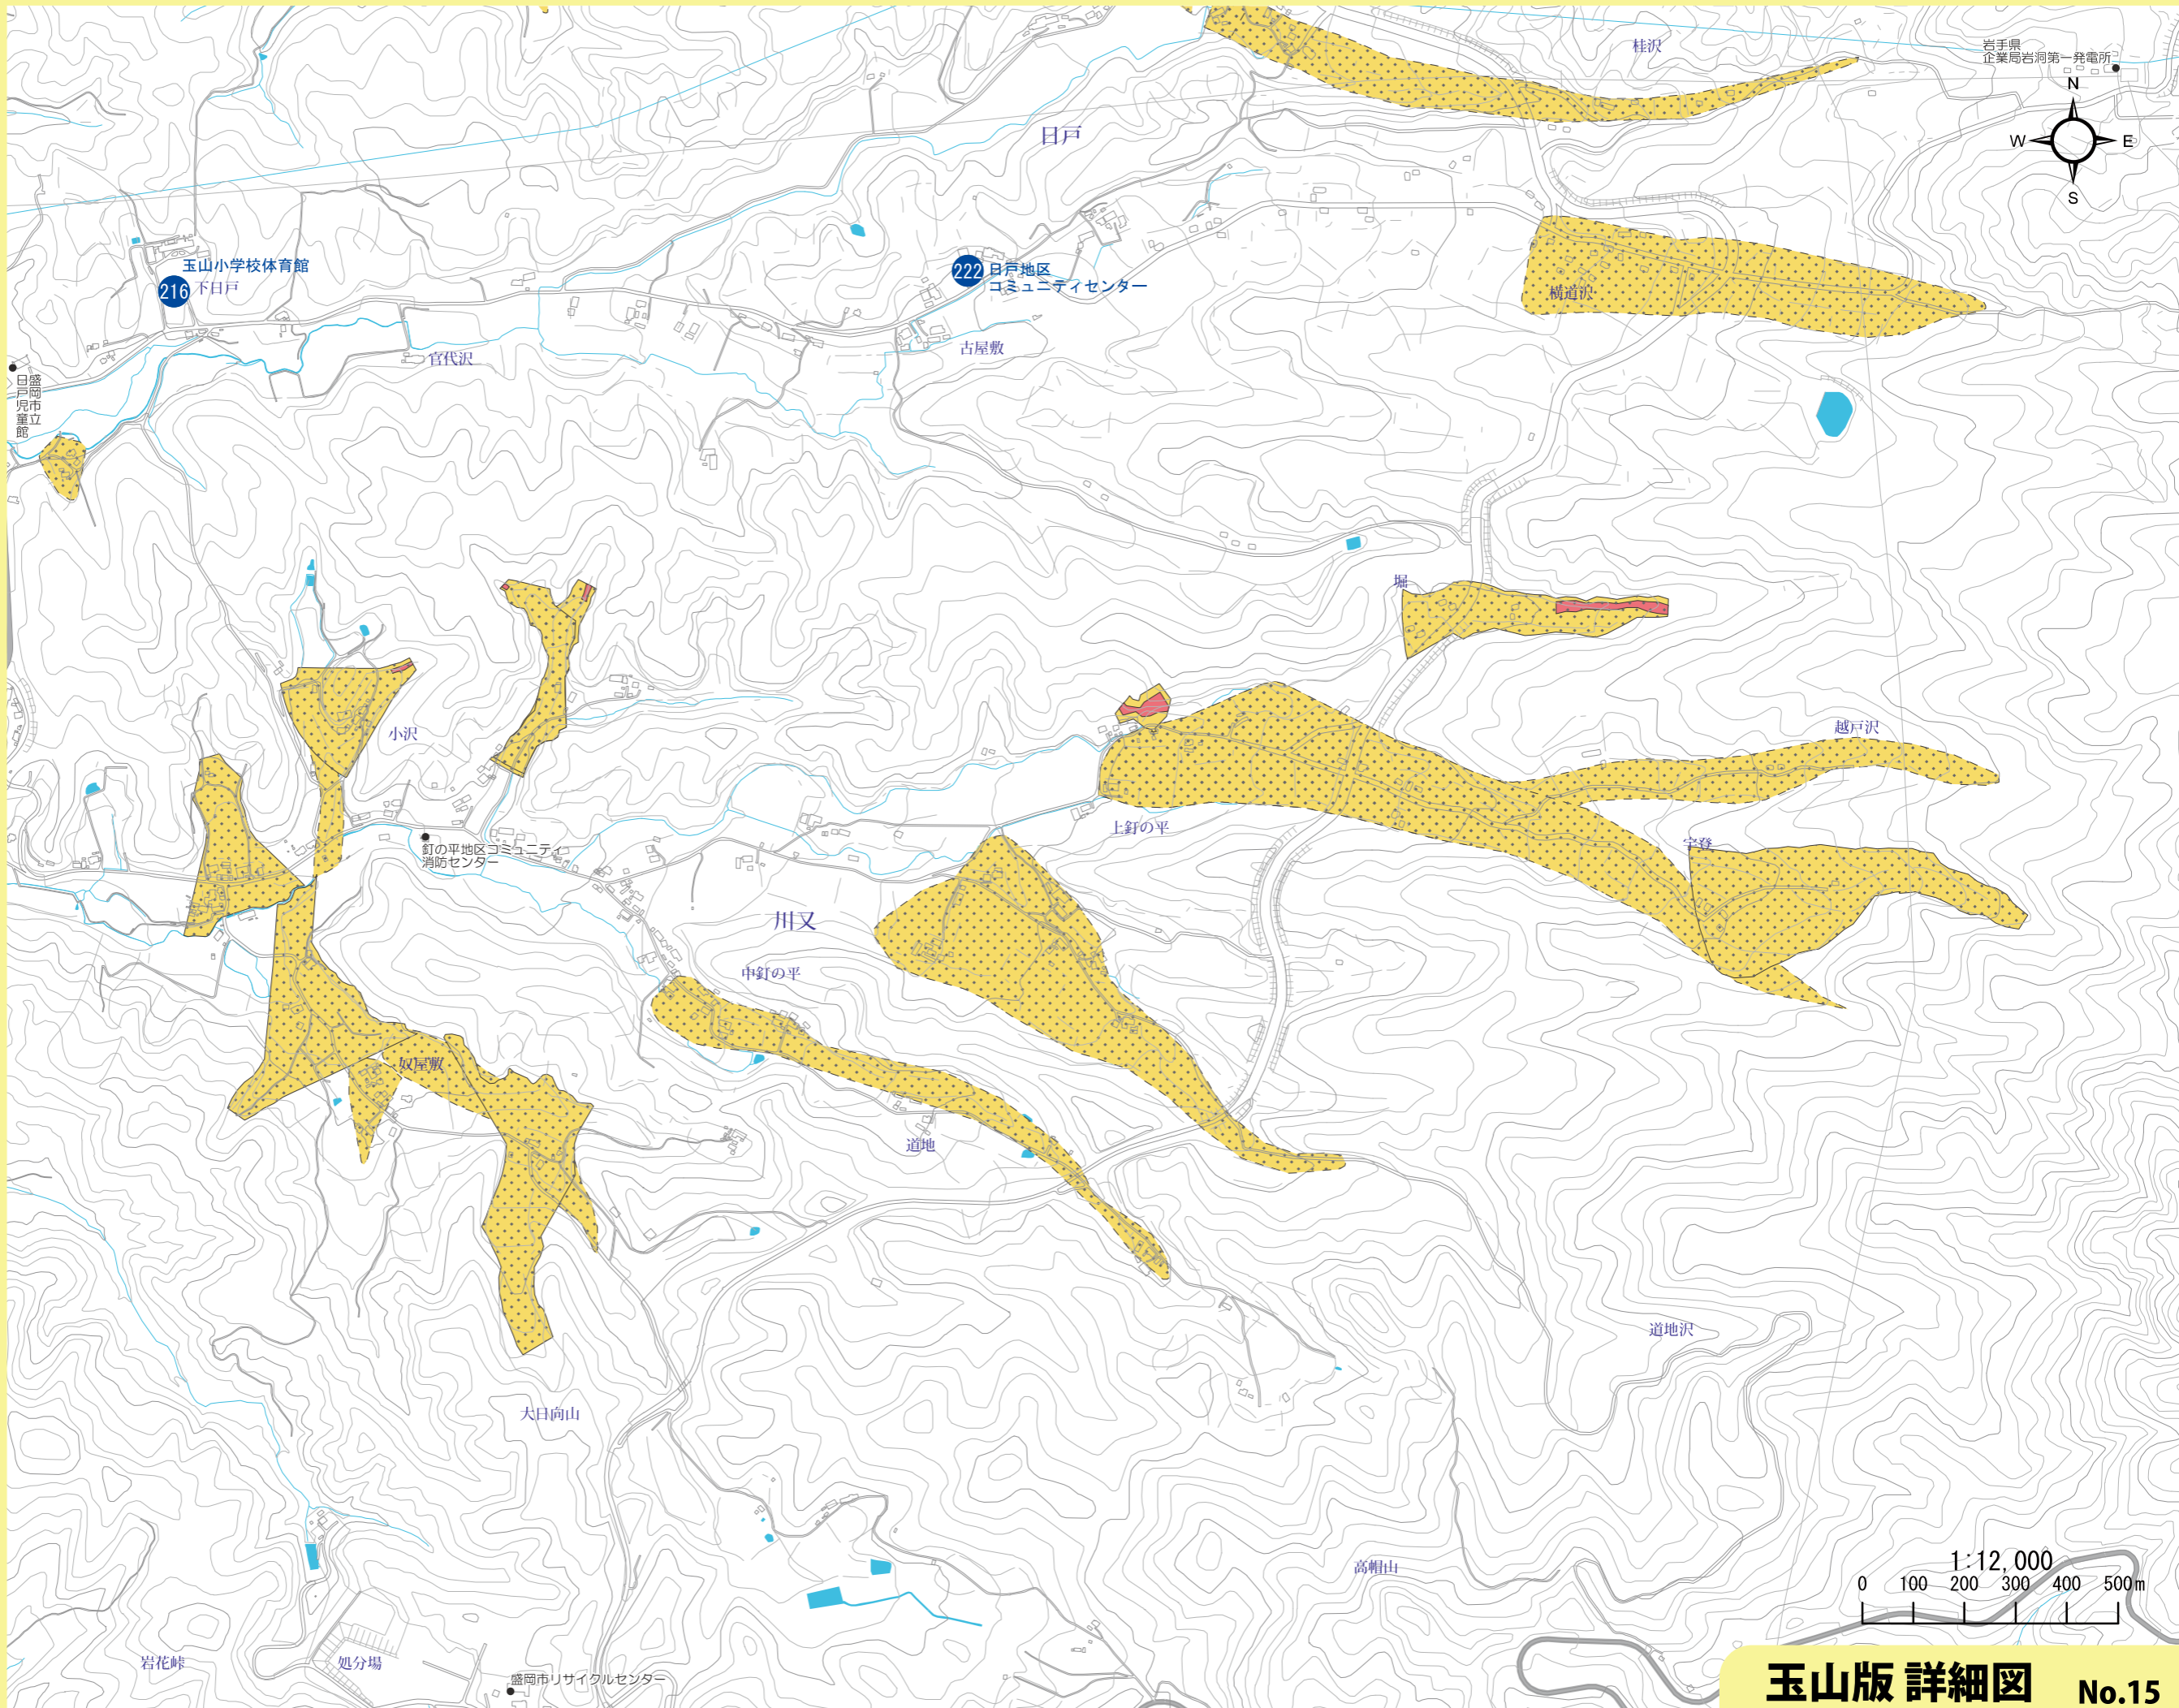 桂沢
岩手県
企業局岩洞第一発電所
N
W
E
S
日戸
玉山小学校体育館
216
下日戸
222
日戸地区
コミュニティセンター
横道沢
官代沢
古屋敷
盛岡市立
日戸児童館
堀
小沢
越戸沢
上釘の平
宇登
釘の平地区コミュニティ
消防センター
川又
中釘の平
奴屋敷
道地
道地沢
大日向山
高帽山
1:12,000
0 100 200 300 400 500m
岩花峠
処分場
盛岡市リサイクルセンター
玉山版 詳細図 No.15